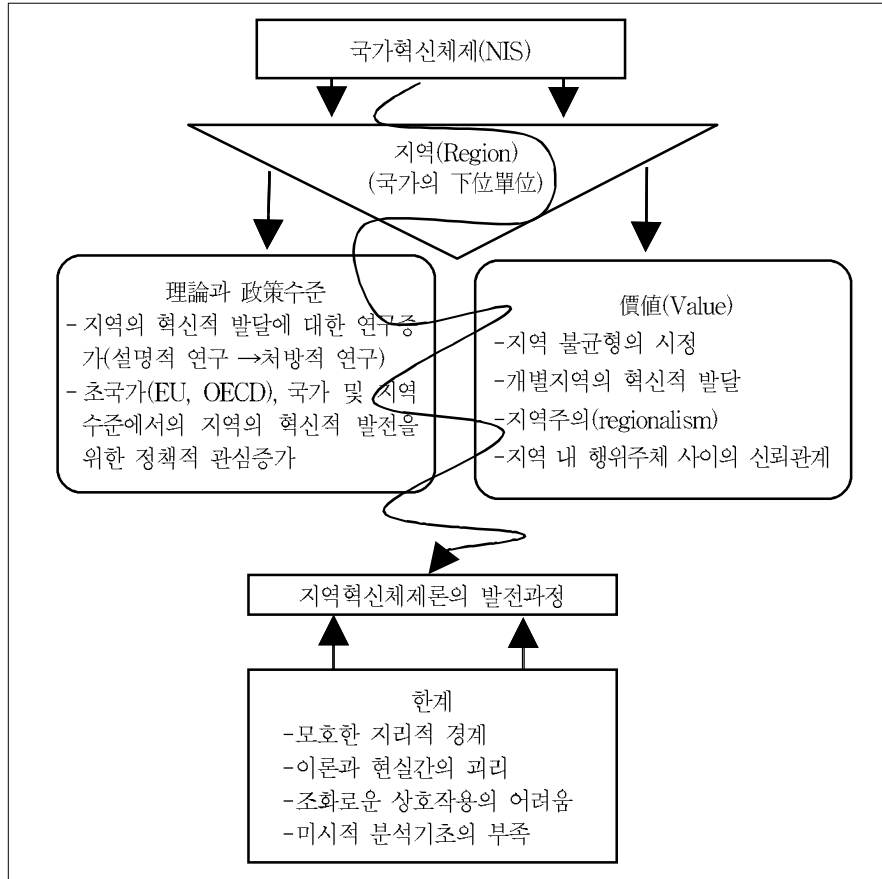 국가혁신체제(NIS)
지역(Region)
(국가의 下位單位)
理論과 政策수준
- 지역의 혁신적 발달에 대한 연구증
가(설명적 연구 →처방적 연구)
- 초국가(EU, OECD), 국가 및 지역
수준에서의 지역의 혁신적 발전을
위한 정책적 관심증가
價値(Value)
-지역 불균형의 시정
-개별지역의 혁신적 발달
-지역주의(regionalism)
-지역 내 행위주체 사이의 신뢰관계
지역혁신체제론의 발전과정
한계
-모호한 지리적 경계
-이론과 현실간의 괴리
-조화로운 상호작용의 어려움
-미시적 분석기초의 부족